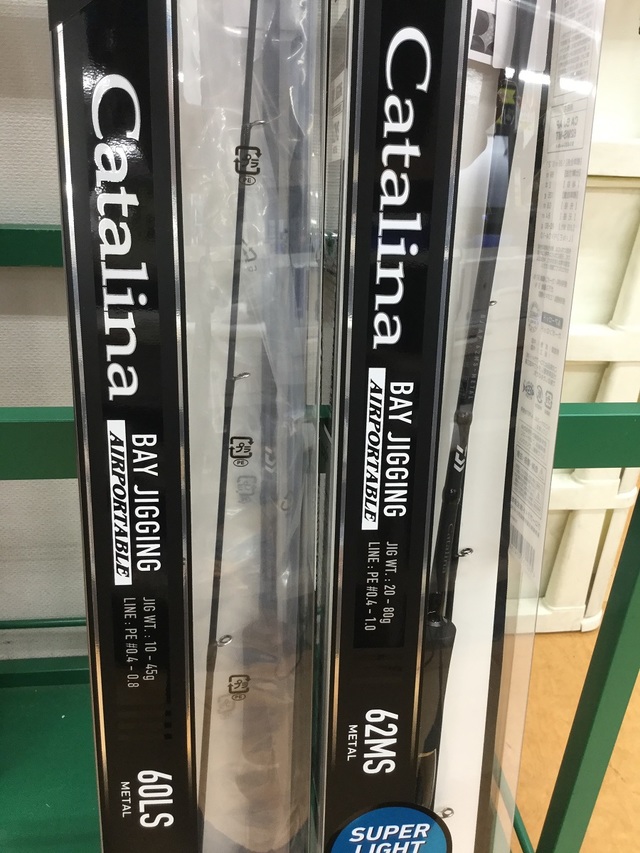 Catalina
BAY JIGGING
AIRPORTABLE
JIG WT. : 10 - 45g
LINE : PE #0.4 - 0.8
60LS
METAL
Catalina
BAY JIGGING
AIRPORTABLE
JIG WT. : 20 - 80g
LINE : PE #0.4 - 1.0
62MS
METAL
SUPER
LIGHT